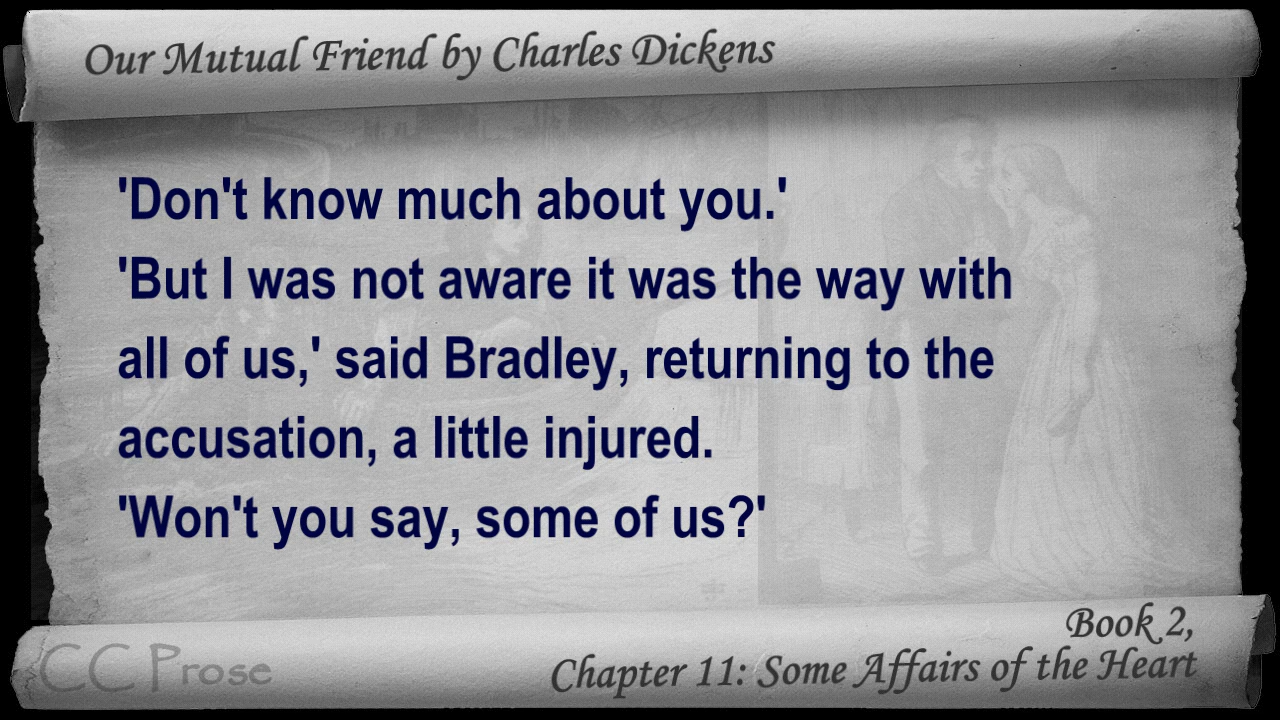 Our Mutual Friend by Charles Dickens
'Don't know much about you.'
'But I was not aware it was the way with
all of us,' said Bradley, returning to the
accusation, a little injured.
'Won't you say, some of us?'
Book 2,
CC Prose
Chapter 11: Some Affairs of the Heart